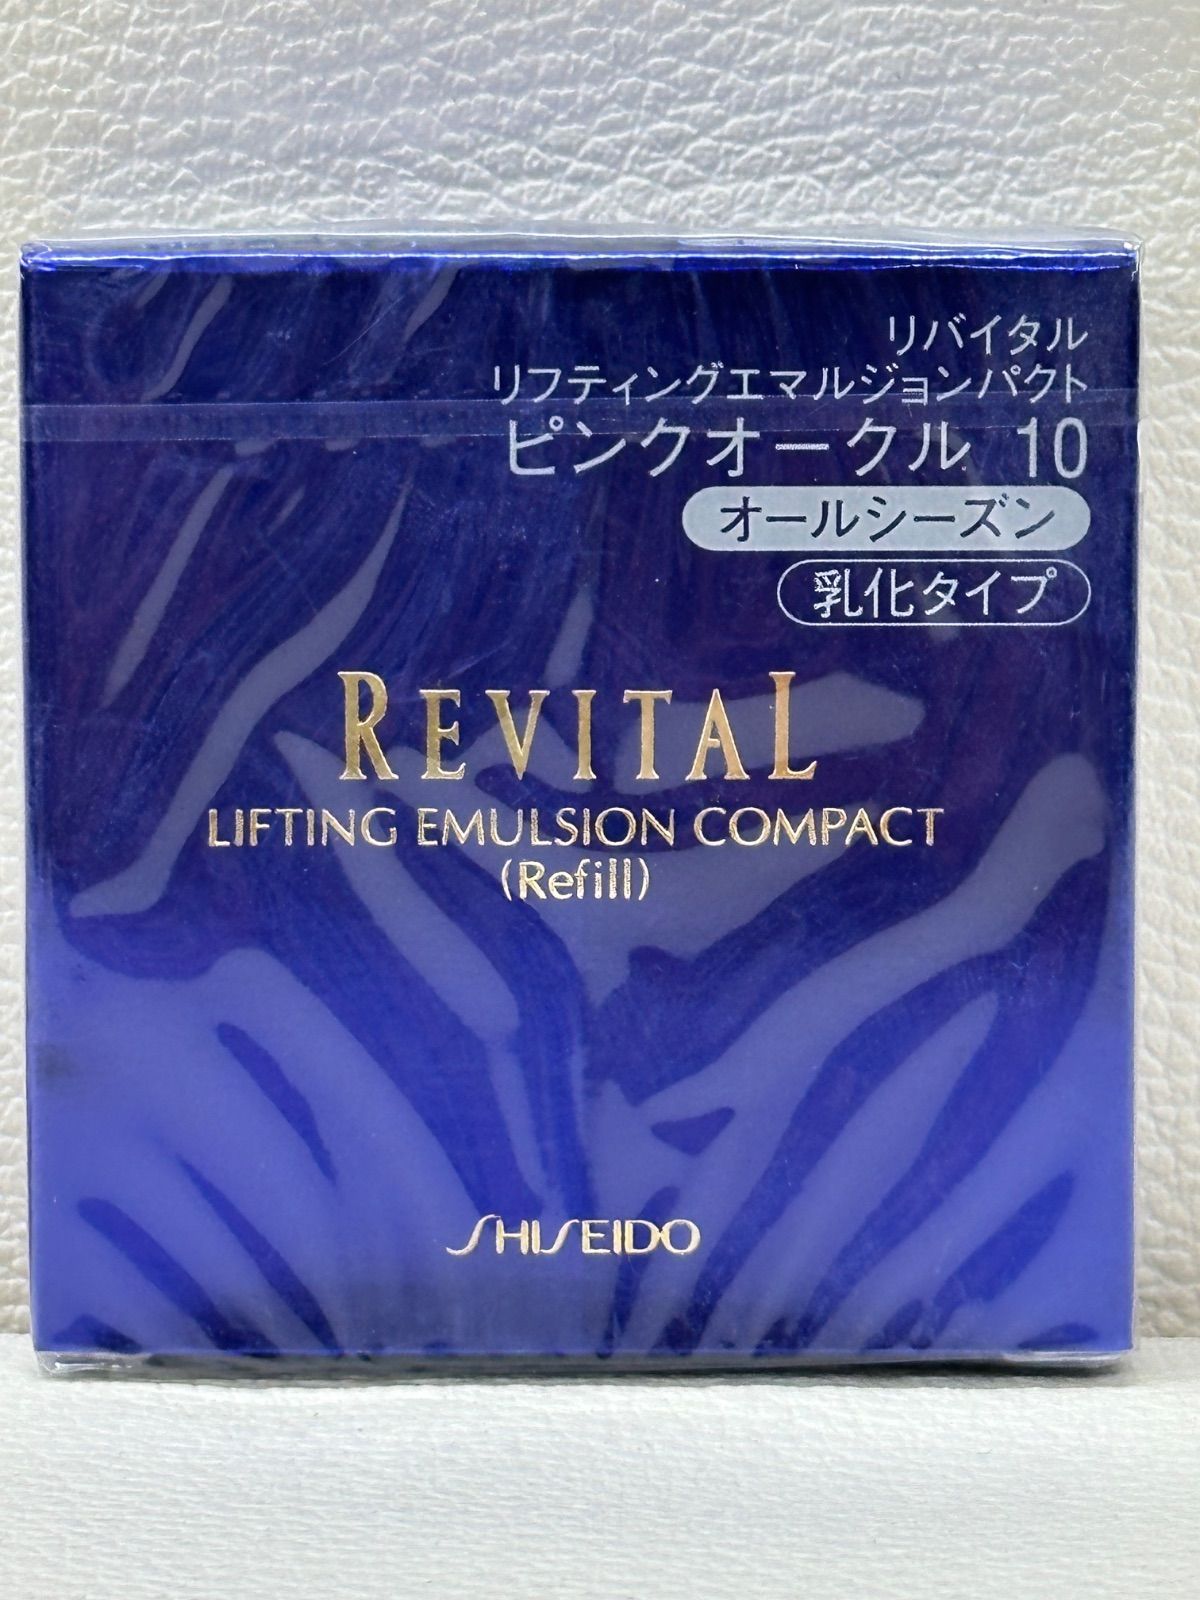 リバイタル
リフティングエマルジョンパクト
ピンクオークル 10
オールシーズン
乳化タイプ
REVITAL
LIFTING EMULSION COMPACT
(Refill)
SHISEIDO